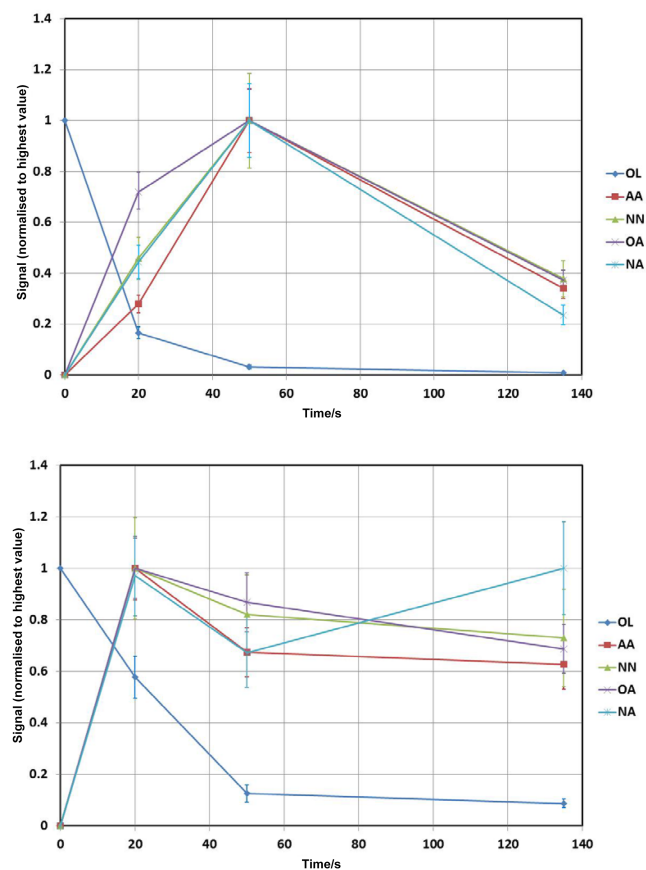 1.4
1.2
1
0.8
0.6
0.4
0.2
0
Signal (normalised to highest value)
0 20 40 60 80 100 120 140
Time/s
OL
AA
NN
OA
NA
1.4
1.2
1
0.8
0.6
0.4
0.2
0
Signal (normalised to highest value)
0 20 40 60 80 100 120 140
Time/s
OL
AA
NN
OA
NA